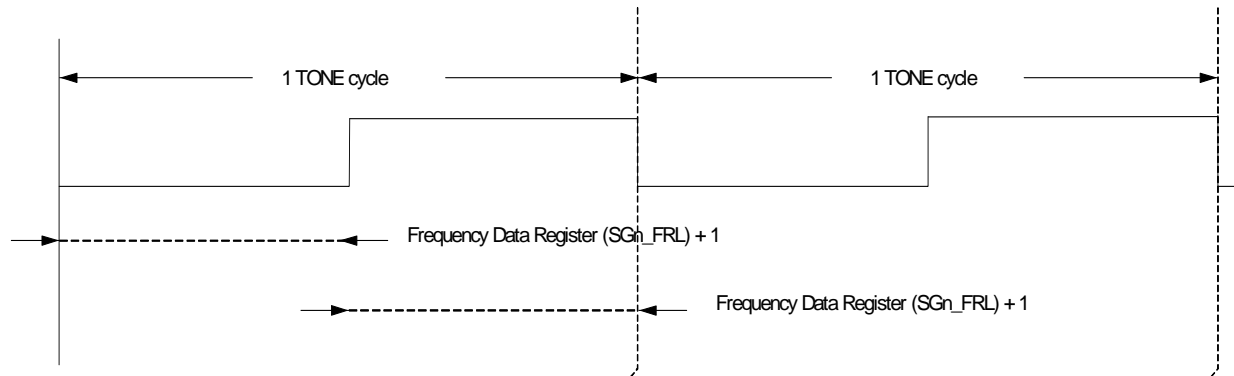 1 TONE cycle
1 TONE cycle
Frequency Data Register (SGn_FRL) + 1
Frequency Data Register (SGn_FRL) + 1